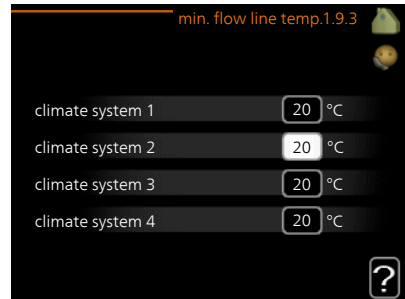 min. flow line temp.1.9.3
climate system 1 20 °C
climate system 2 20 °C
climate system 3 20 °C
climate system 4 20 °C
?